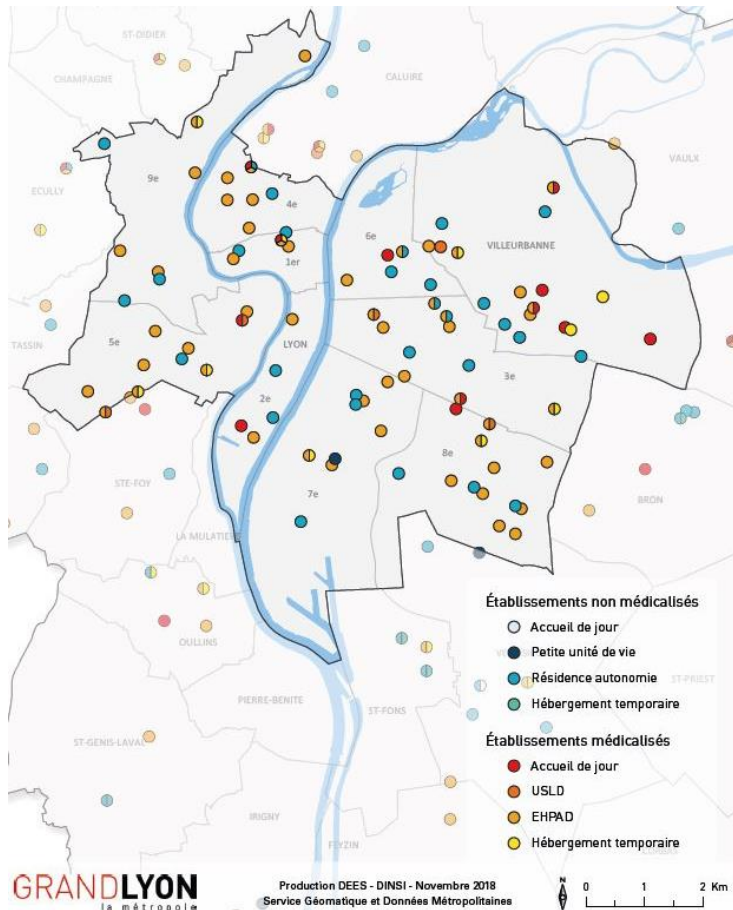 ST-DIDIER
CHAMPAGNE
CALUIRE
VAULX
ECULLY
9e
4e
6e
VILLEURBANNE
1er
TASSIN
5e
LYON
3e
2e
8e
7e
STE-FOY
BRON
LA MULATIERE
OULLINS
PIERRE-BENITE
ST-FONS
ST-PRIEST
ST-GENIS-LAVAL
IRIGNY
FEYZIN
Établissements non médicalisés
Accueil de jour
Petite unité de vie
Résidence autonomie
Hébergement temporaire
Établissements médicalisés
Accueil de jour
USLD
EHPAD
Hébergement temporaire
GRANDLYON
la métropole
Production DEES - DINSI - Novembre 2018
Service Géomatique et Données Métropolitaines
N
0 1 2 Km